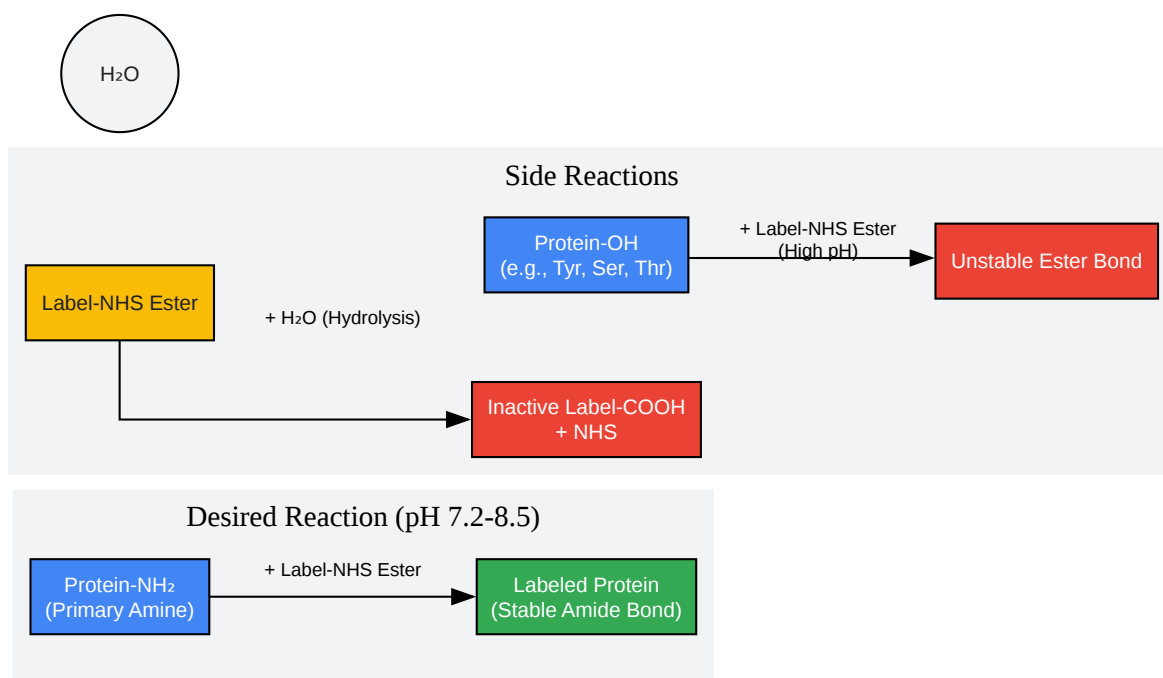 H₂O
Side Reactions
Protein-OH
(e.g., Tyr, Ser, Thr)
+ Label-NHS Ester
(High pH)
Unstable Ester Bond
Label-NHS Ester
+ H₂O (Hydrolysis)
Inactive Label-COOH
+ NHS
Desired Reaction (pH 7.2-8.5)
Protein-NH₂
(Primary Amine)
+ Label-NHS Ester
Labeled Protein
(Stable Amide Bond)